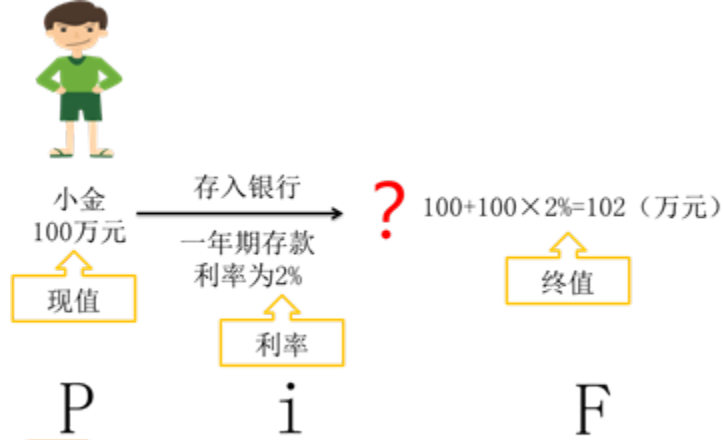 小金
100万元
存入银行
一年期存款
利率为2%
?
100+100×2%=102（万元）
现值
利率
终值
P
i
F